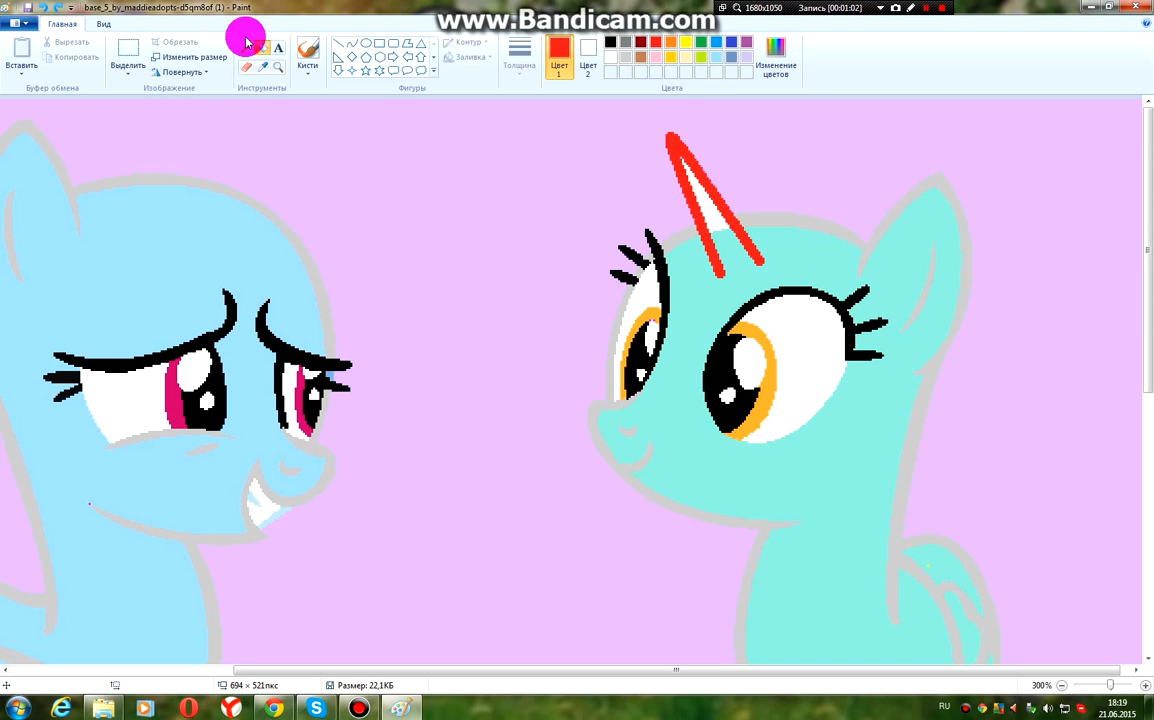 base_5_by_maddieadopts-d5qm8of (1) - Paint
www.Bandicam.com
1680x1050
Запись [00:01:02]
Главная
Вид
Вставить
Вырезать
Копировать
Буфер обмена
Выделить
Обрезать
Изменить размер
Повернуть
Изображение
A
Инструменты
Кисти
Контур
Заливка
Фигуры
Толщина
Цвет
1
Цвет
2
Изменение
цветов
Цвета
694 × 521пкс
Размер: 22,1КБ
300%
RU
18:19
21.06.2015